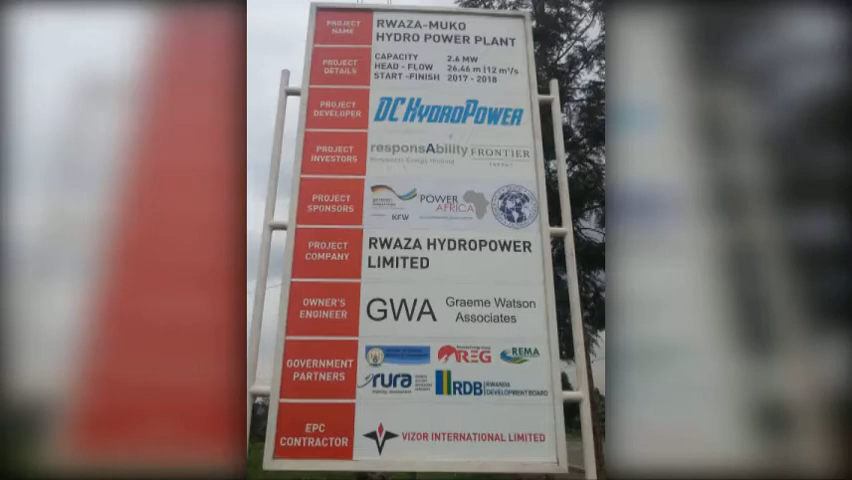 PROJECT NAME
RWAZA-MUKO
HYDRO POWER PLANT
PROJECT DETAILS
CAPACITY 2.6 MW
HEAD - FLOW 26.46 m | 12 m³/s
START -FINISH 2017 - 2018
PROJECT DEVELOPER
DC HYDROPOWER
PROJECT INVESTORS
responsAbility
FRONTIER
PROJECT SPONSORS
KFW
POWER
AFRICA
PROJECT COMPANY
RWAZA HYDROPOWER
LIMITED
OWNER'S ENGINEER
GWA
Graeme Watson
Associates
GOVERNMENT PARTNERS
REG
REMA
rura
RDB
RWANDA
DEVELOPMENT BOARD
EPC CONTRACTOR
VIZOR INTERNATIONAL LIMITED